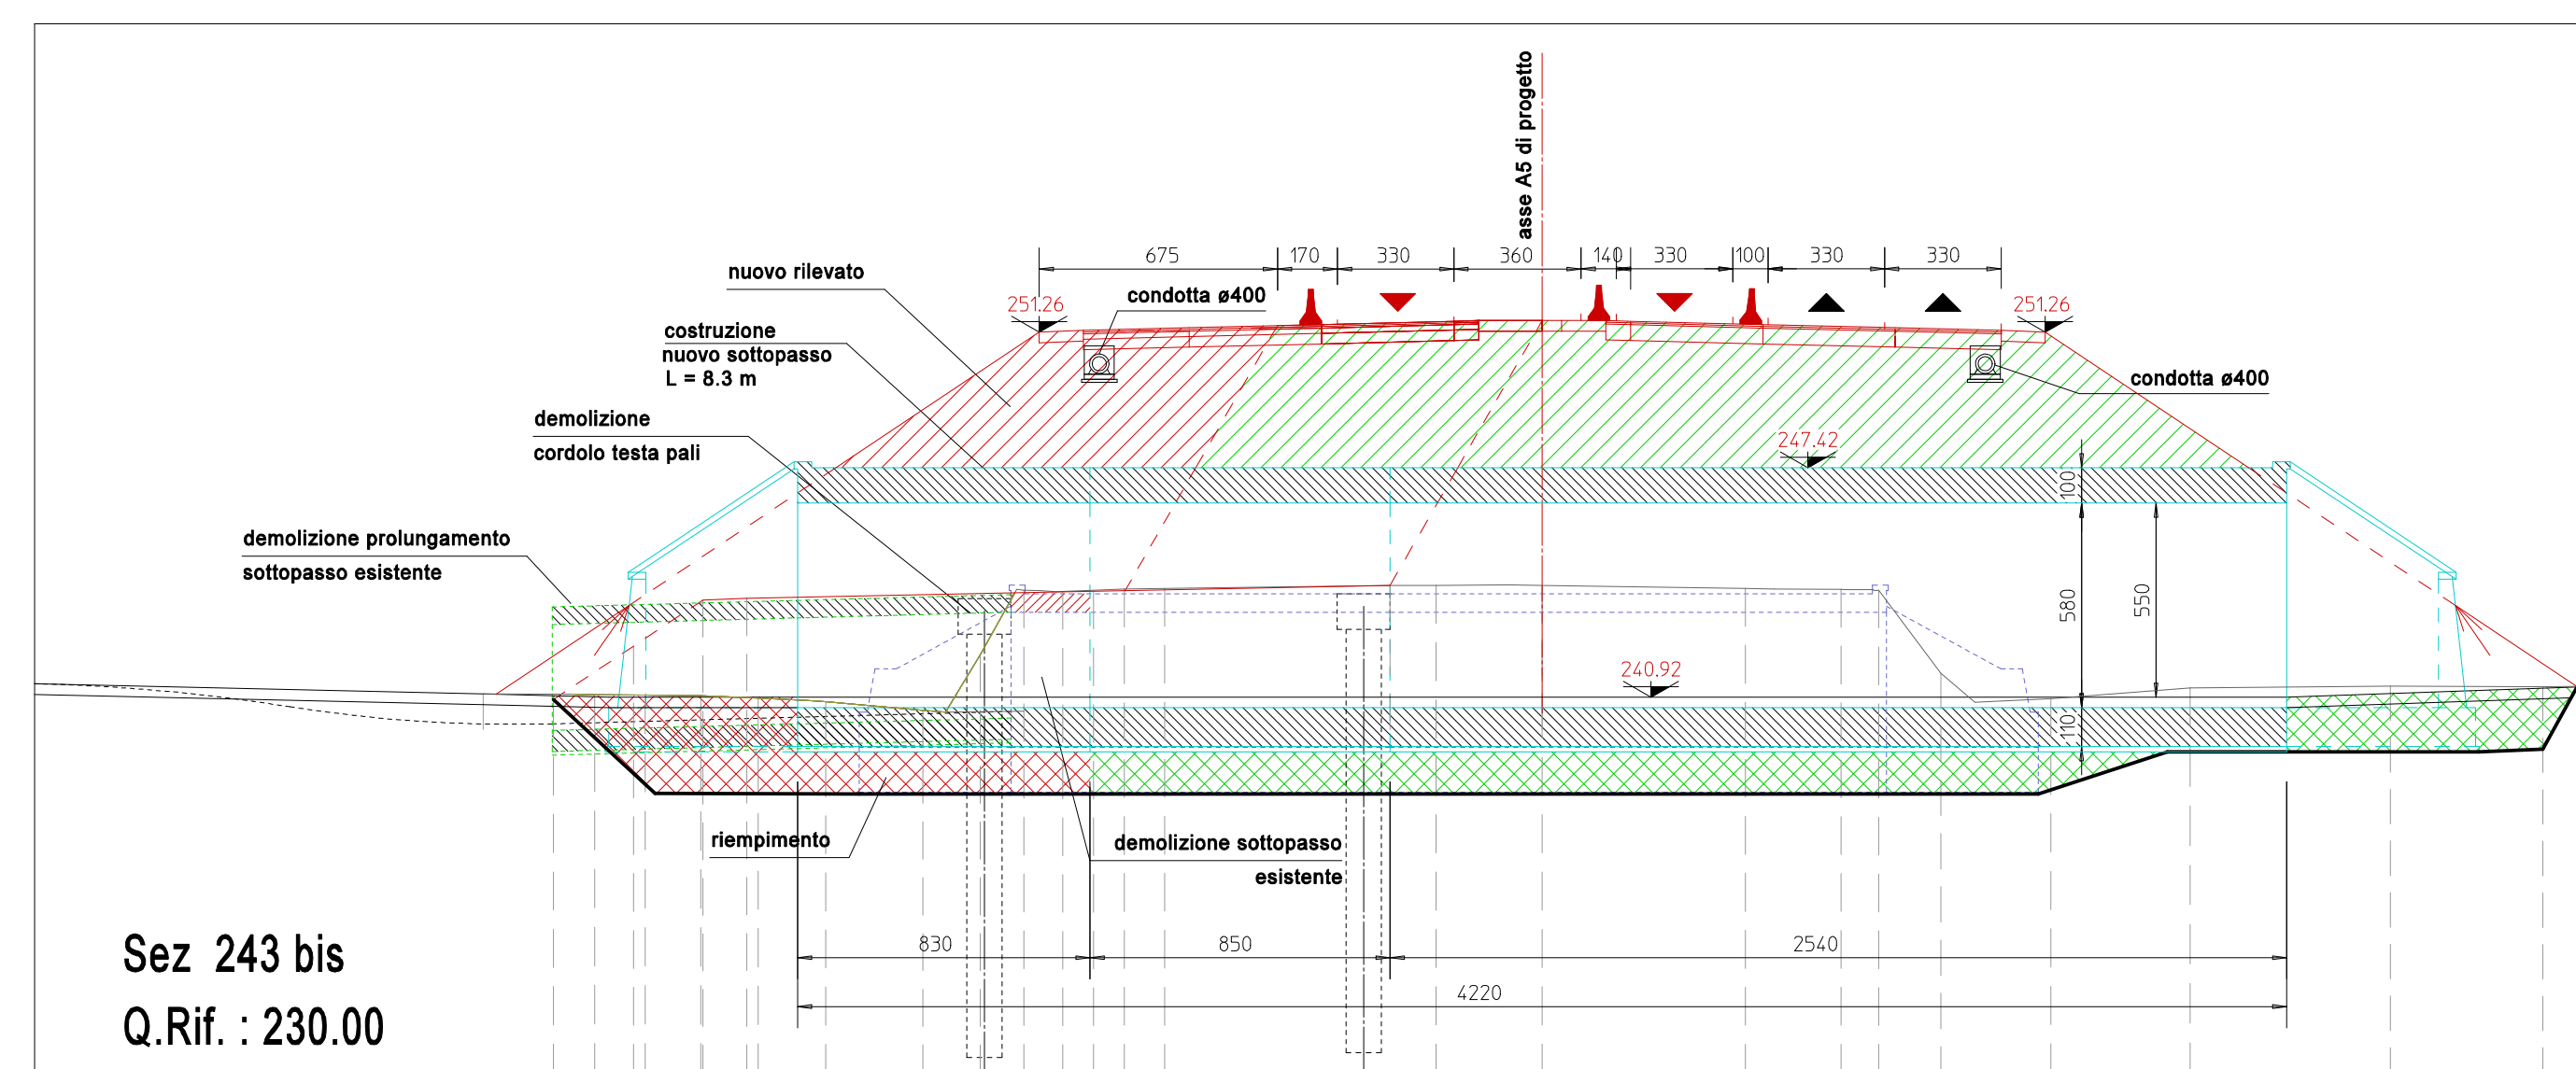 asse A5 di progetto
675 170 330 360 140 330 100 330 330
nuovo rilevato
condotta ø400
251.26
251.26
costruzione
nuovo sottopasso
L = 8.3 m
condotta ø400
demolizione
cordolo testa pali
247.42
100
demolizione prolungamento
sottopasso esistente
580
550
240.92
110
riempimento
demolizione sottopasso
esistente
Sez 243 bis
830 850 2540
4220
Q.Rif. : 230.00